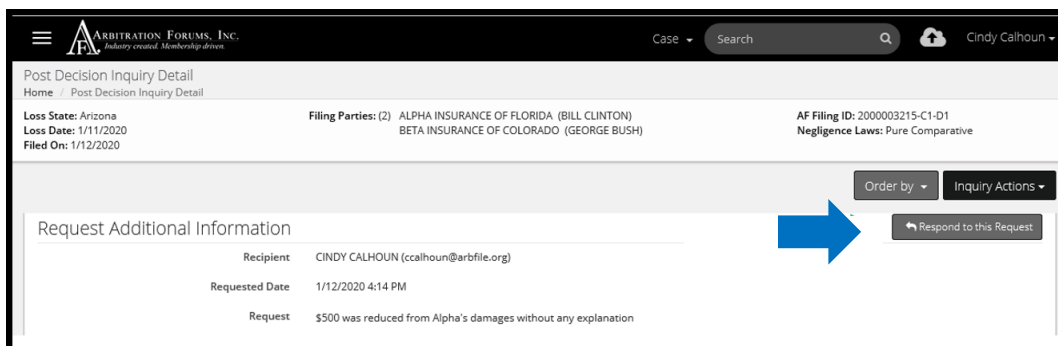 ARBITRATION FORUMS, INC.
Industry created. Membership driven.
Case
Search
Cindy Calhoun
Post Decision Inquiry Detail
Home / Post Decision Inquiry Detail
Loss State: Arizona
Loss Date: 1/11/2020
Filed On: 1/12/2020
Filing Parties: (2) ALPHA INSURANCE OF FLORIDA (BILL CLINTON)
BETA INSURANCE OF COLORADO (GEORGE BUSH)
AF Filing ID: 2000003215-C1-D1
Negligence Laws: Pure Comparative
Order by
Inquiry Actions
Request Additional Information
Respond to this Request
Recipient CINDY CALHOUN (ccalhoun@arbfile.org)
Requested Date 1/12/2020 4:14 PM
Request $500 was reduced from Alpha's damages without any explanation